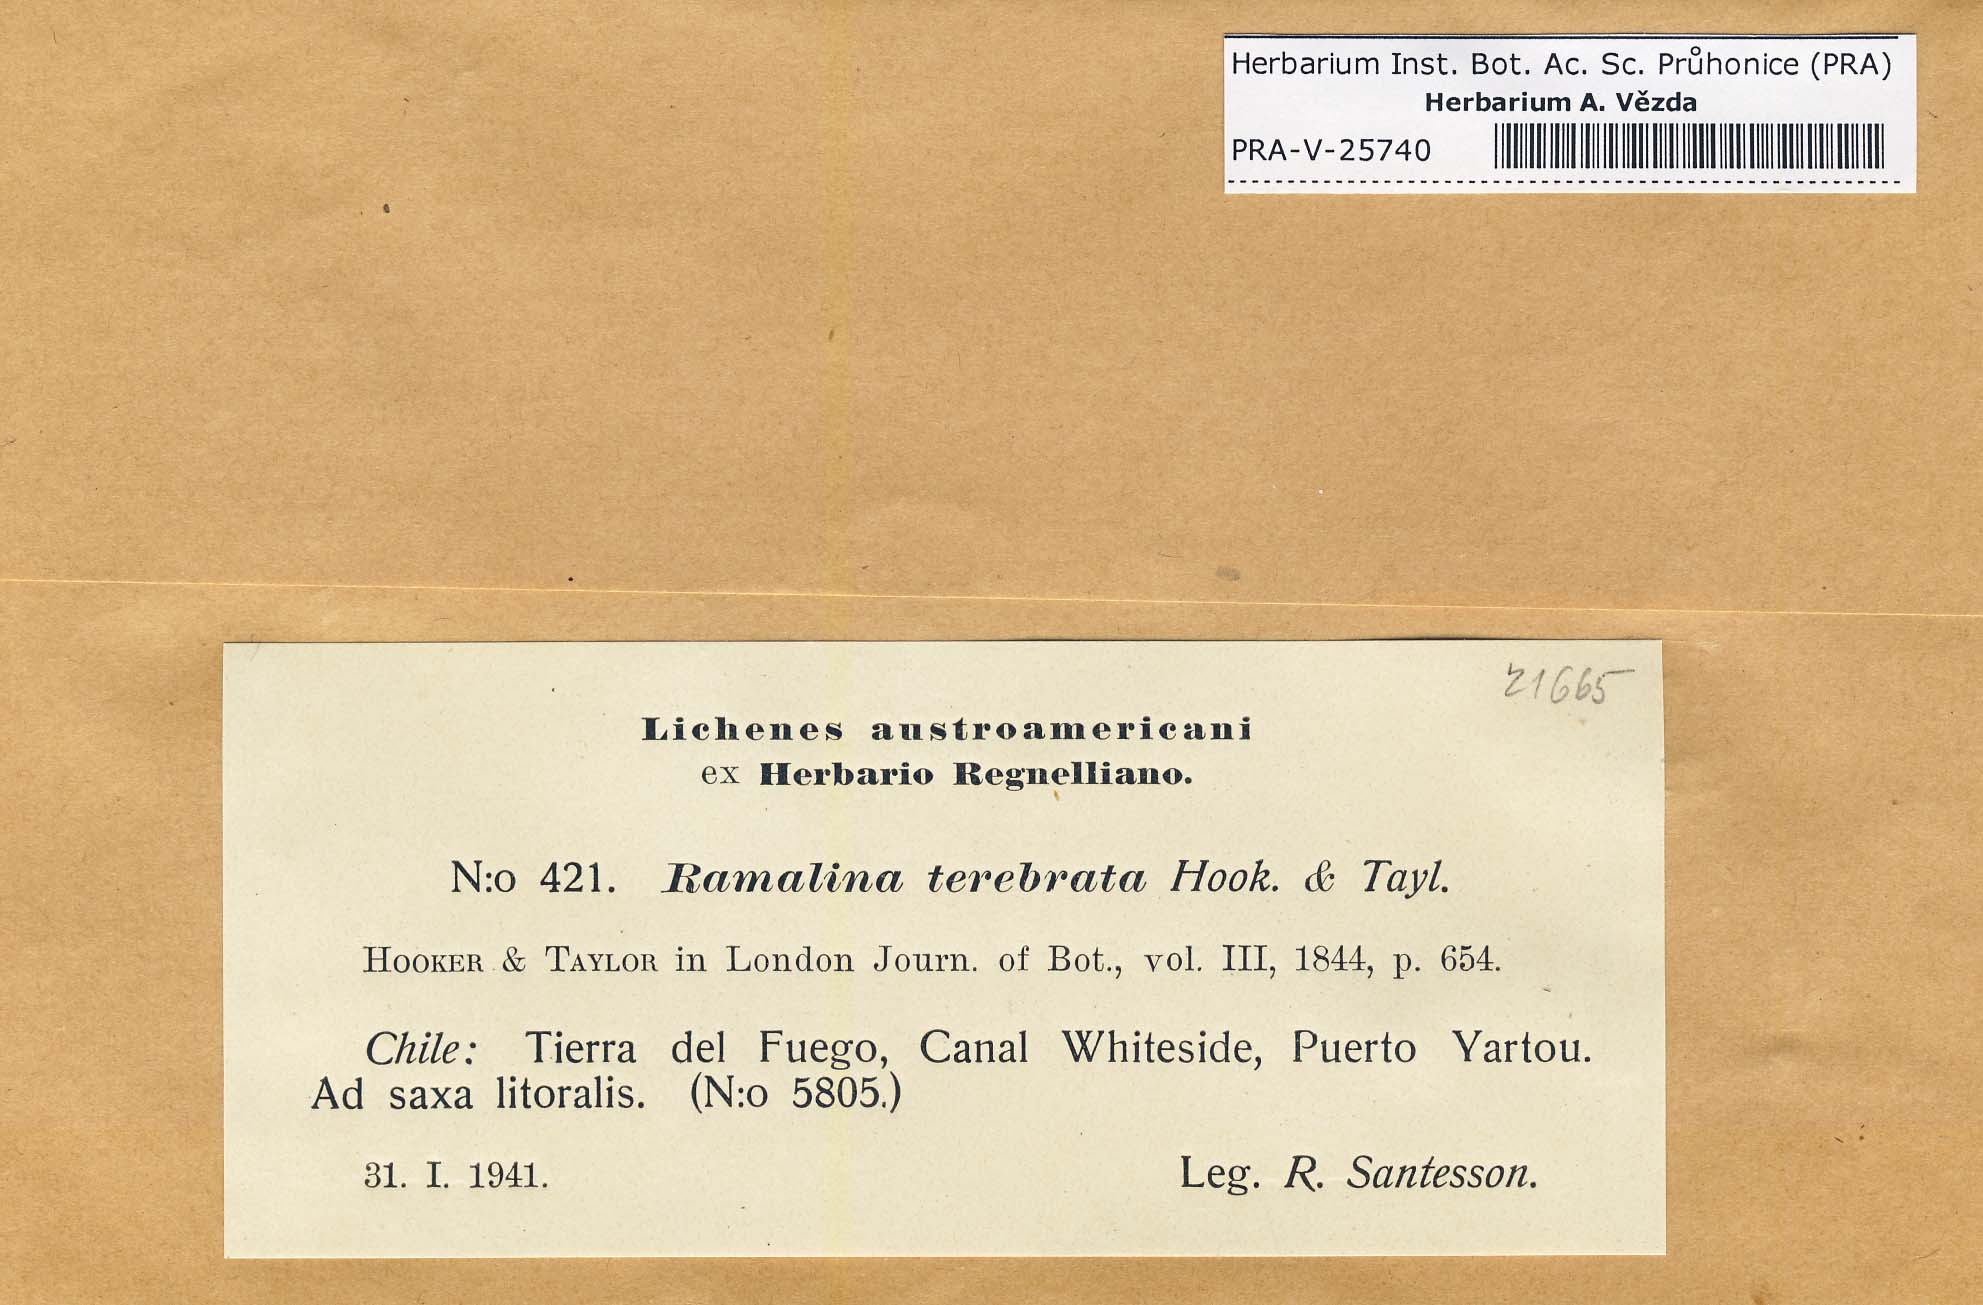 Herbarium Inst. Bot. Ac. Sc. Průhonice (PRA)
Herbarium A. Vězda
PRA-V-25740
21665
Lichenes austroamericani
ex Herbario Regnelliano.
N:o 421. Ramalina terebrata Hook. & Tayl.
HOOKER & TAYLOR in London Journ. of Bot., vol. III, 1844, p. 654.
Chile: Tierra del Fuego, Canal Whiteside, Puerto Yartou.
Ad saxa litoralis. (N:o 5805.)
31. I. 1941. Leg. R. Santesson.